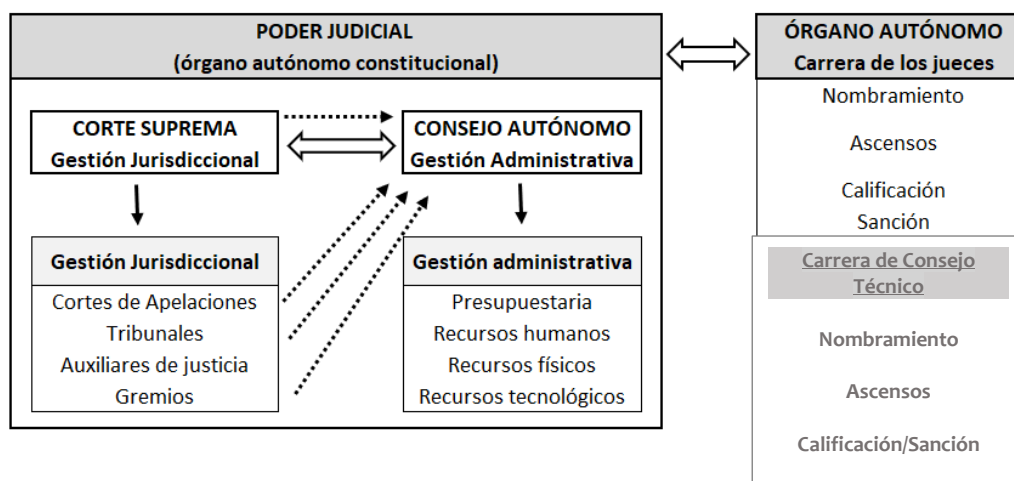 PODER JUDICIAL
(órgano autónomo constitucional)
CORTE SUPREMA
Gestión Jurisdiccional
CONSEJO AUTÓNOMO
Gestión Administrativa
Gestión Jurisdiccional
Cortes de Apelaciones
Tribunales
Auxiliares de justicia
Gremios
Gestión administrativa
Presupuestaria
Recursos humanos
Recursos físicos
Recursos tecnológicos
ÓRGANO AUTÓNOMO
Carrera de los jueces
Nombramiento
Ascensos
Calificación
Sanción
Carrera de Consejo
Técnico
Nombramiento
Ascensos
Calificación/Sanción